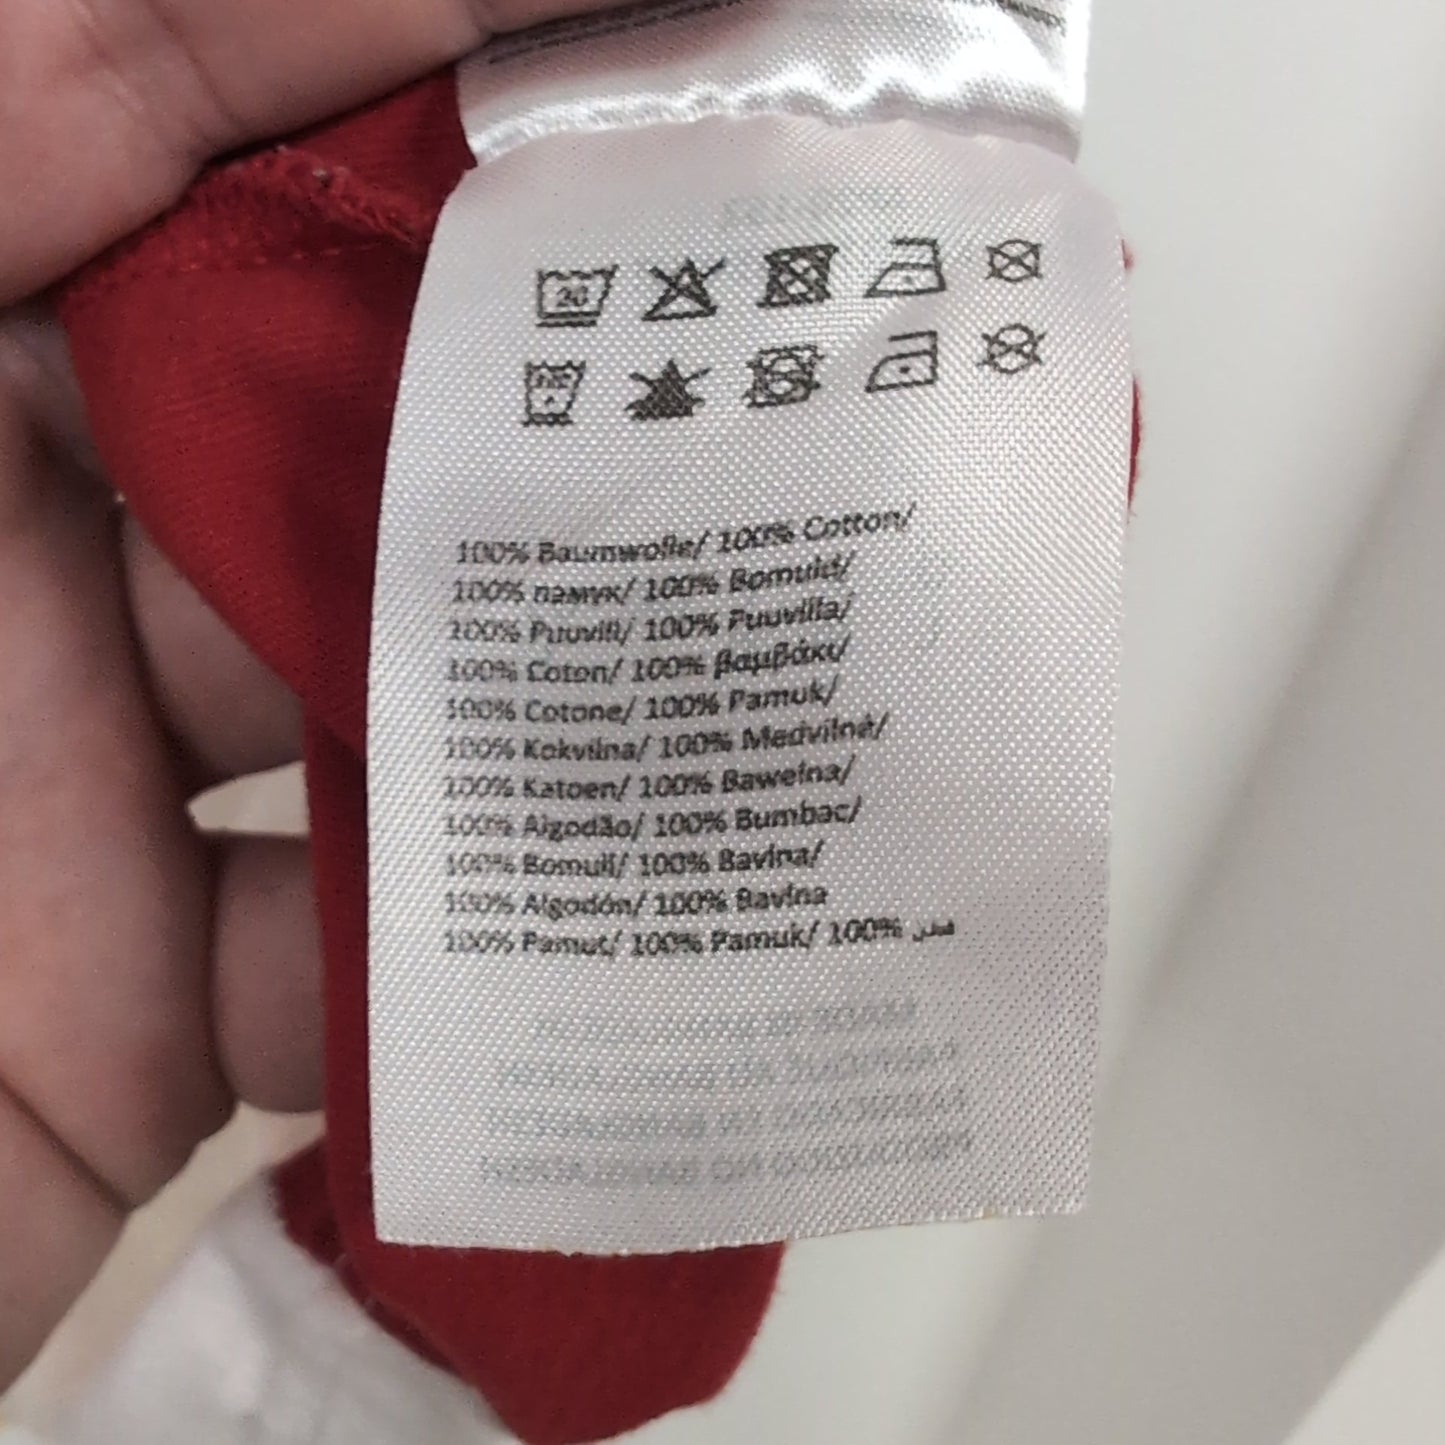 100% Baumwolle/ 100% Cotton/
100% памук/ 100% Bomuld/
100% Puuvill/ 100% Puuvilla/
100% Coton/ 100% βαμβάκι/
100% Cotone/ 100% Pamuk/
100% Kokvilna/ 100% Medvilnė/
100% Katoen/ 100% Bawełna/
100% Algodão/ 100% Bumbac/
100% Bomull/ 100% Bavlna/
100% Algodón/ 100% Bavlna
100% Pamut/ 100% Pamuk/ 100% قطن